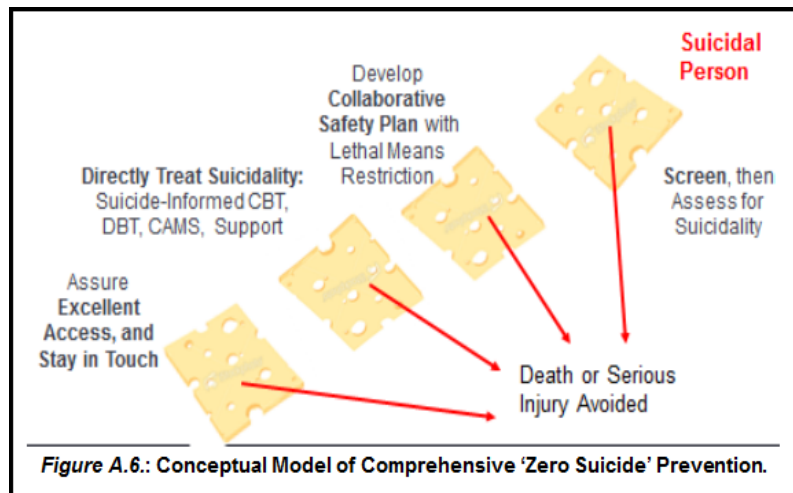 Suicidal
Person
Develop
Collaborative
Safety Plan with
Lethal Means
Restriction
Directly Treat Suicidality:
Suicide-Informed CBT,
DBT, CAMS, Support
Screen, then
Assess for
Suicidality
Assure
Excellent
Access, and
Stay in Touch
Death or Serious
Injury Avoided
Figure A.6.: Conceptual Model of Comprehensive ‘Zero Suicide’ Prevention.